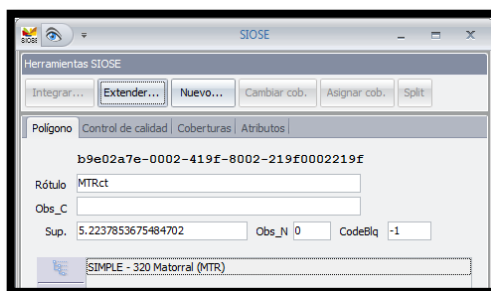 SIOSE
SIOSE
Herramientas SIOSE
Integrar... Extender... Nuevo... Cambiar cob. Asignar cob. Split
Polígono Control de calidad Coberturas Atributos
b9e02a7e-0002-419f-8002-219f0002219f
Rótulo MTRct
Obs_C
Sup. 5.2237853675484702 Obs_N 0 CodeBlq -1
SIMPLE - 320 Matorral (MTR)